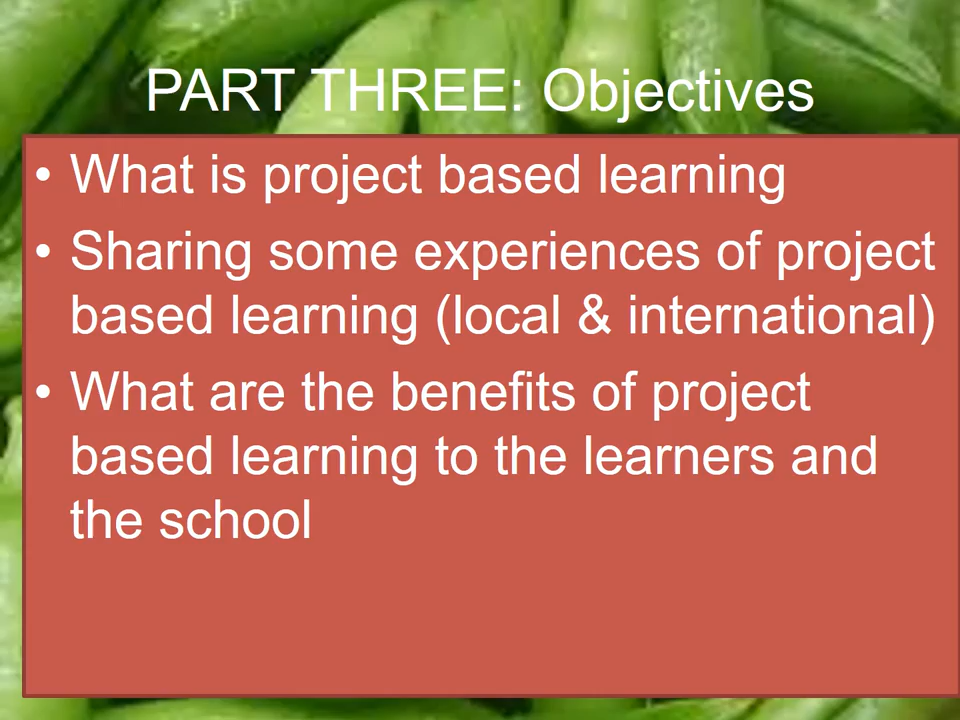 PART THREE: Objectives
• What is project based learning
• Sharing some experiences of project
based learning (local & international)
• What are the benefits of project
based learning to the learners and
the school